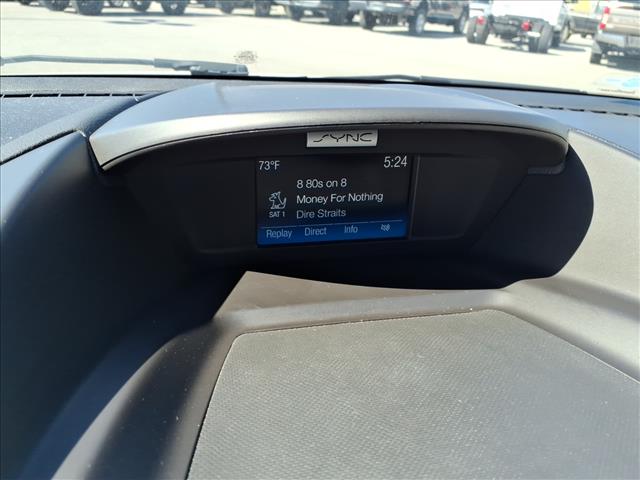 SYNC
73°F 5:24
8 80s on 8
Money For Nothing
SAT 1 Dire Straits
Replay Direct Info